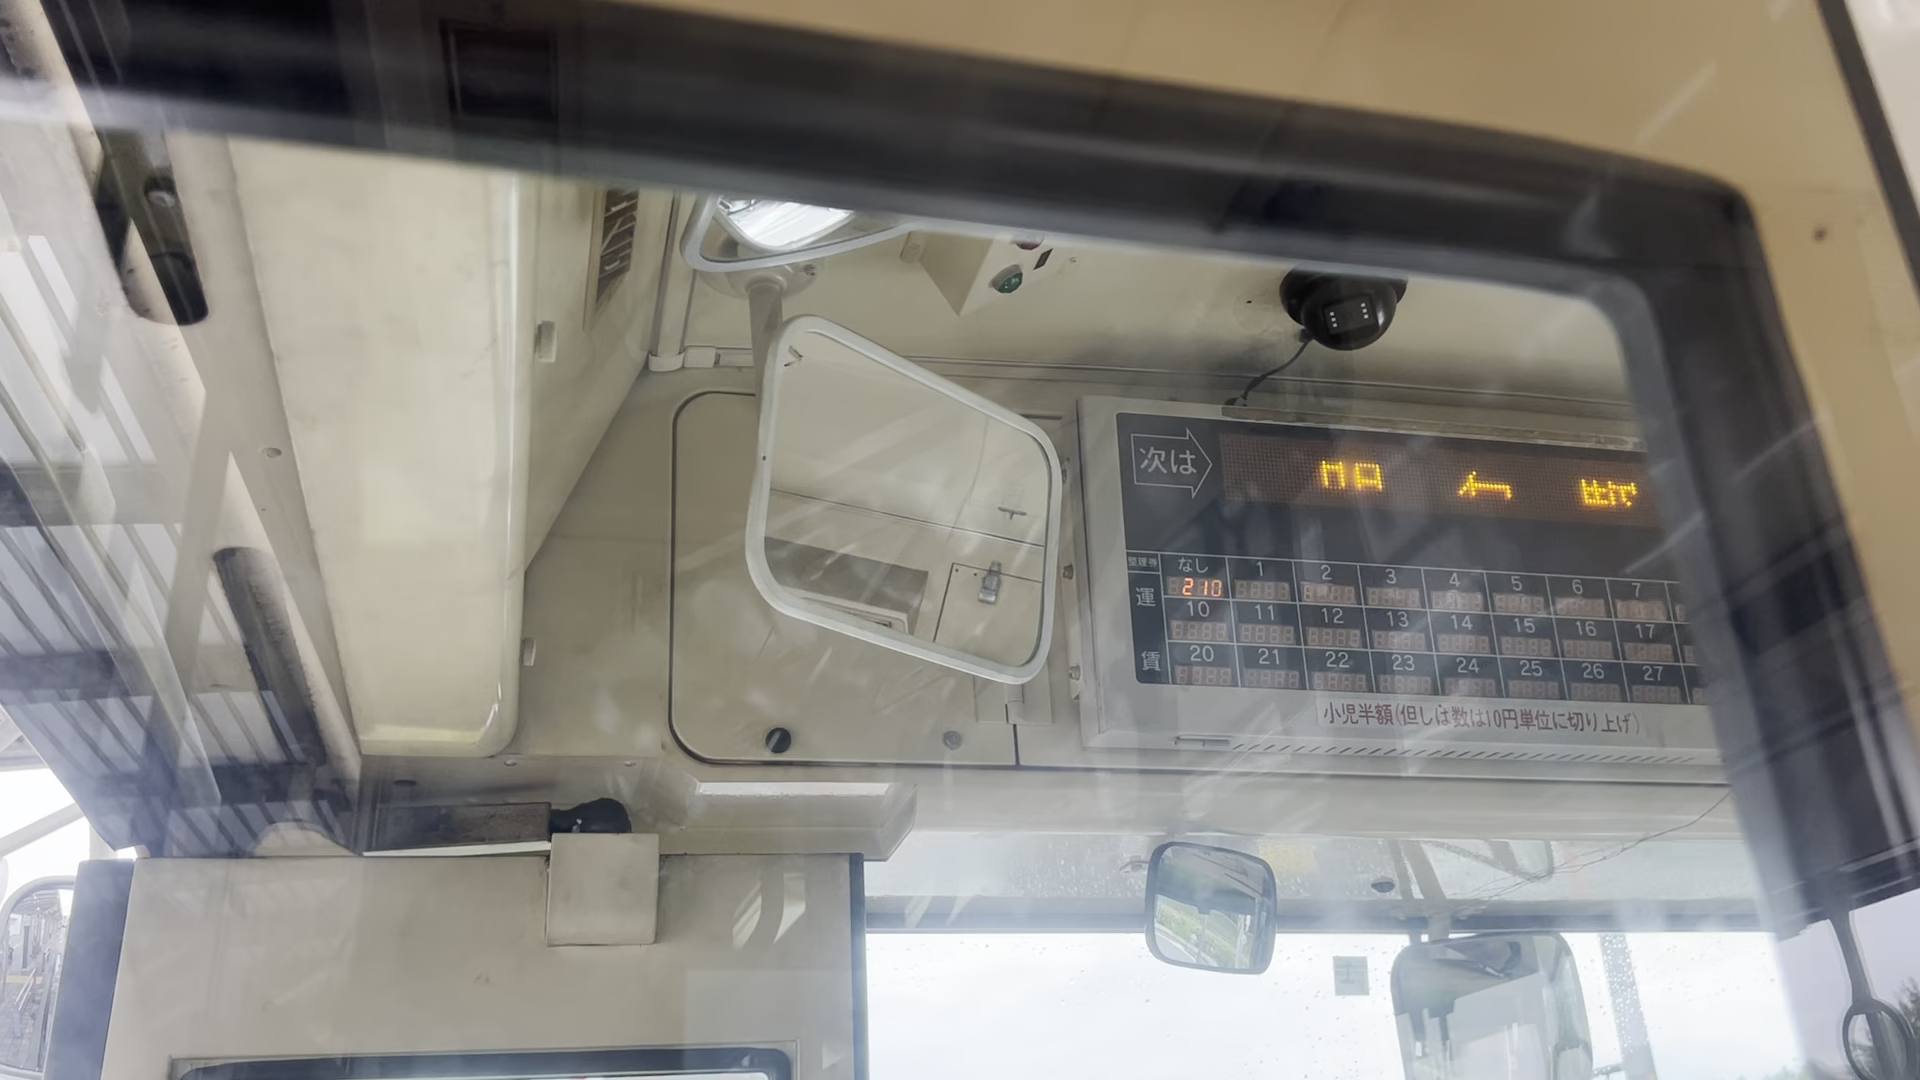 次は
整理券 なし 1 2 3 4 5 6 7
運賃
210
10 11 12 13 14 15 16 17
20 21 22 23 24 25 26 27
小児半額(但しは数は10円単位に切り上げ)